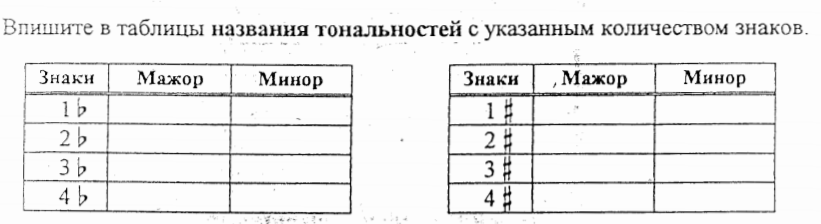 Впишите в таблицы названия тональностей с указанным количеством знаков.
Знаки Мажор Минор Знаки Мажор Минор
1♭ 1♯
2♭ 2♯
3♭ 3♯
4♭ 4♯